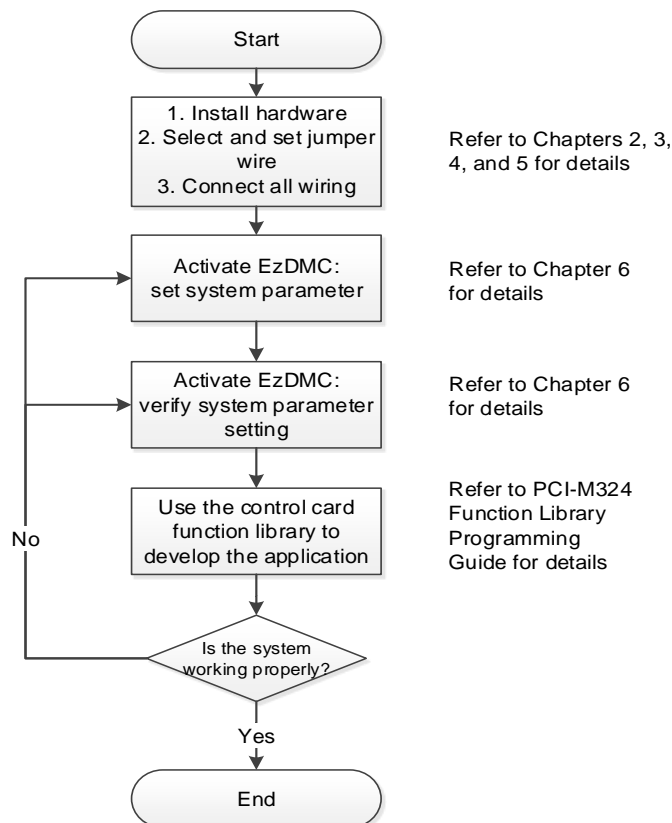 Start
1. Install hardware
2. Select and set jumper
wire
3. Connect all wiring
Refer to Chapters 2, 3,
4, and 5 for details
Activate EzDMC:
set system parameter
Refer to Chapter 6
for details
Activate EzDMC:
verify system parameter
setting
Refer to Chapter 6
for details
Use the control card
function library to
develop the application
Refer to PCI-M324
Function Library
Programming
Guide for details
No
Is the system
working properly?
Yes
End